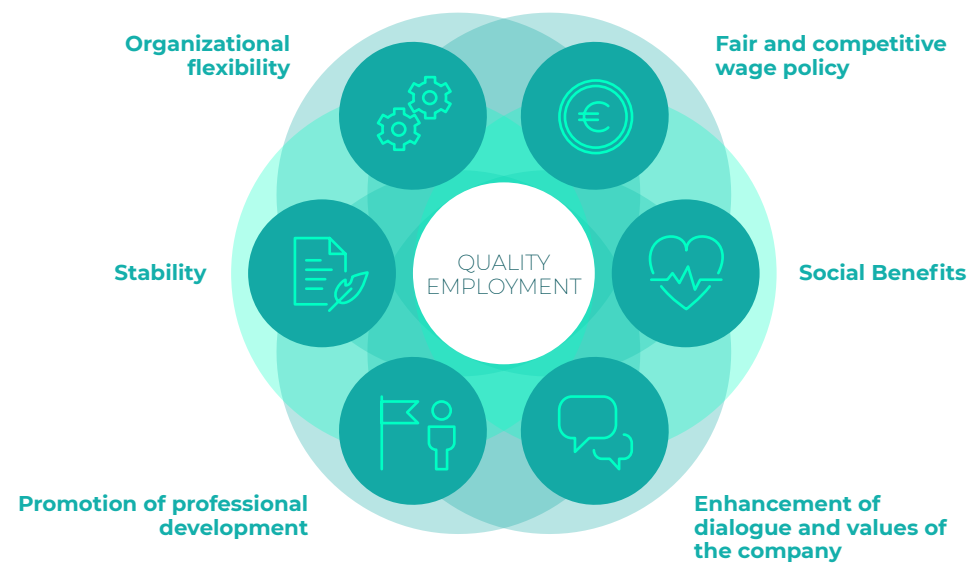 Organizational
flexibility
Fair and competitive
wage policy
Stability
QUALITY
EMPLOYMENT
Social Benefits
Promotion of professional
development
Enhancement of
dialogue and values of
the company